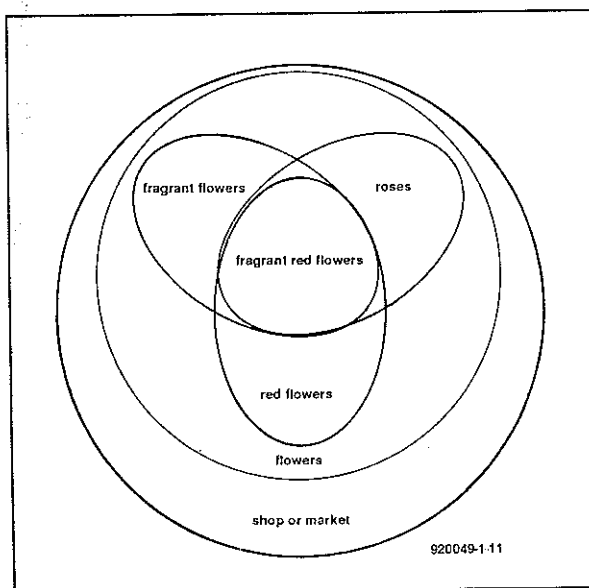 fragrant flowers
roses
fragrant red flowers
red flowers
flowers
shop or market
920049-1-11